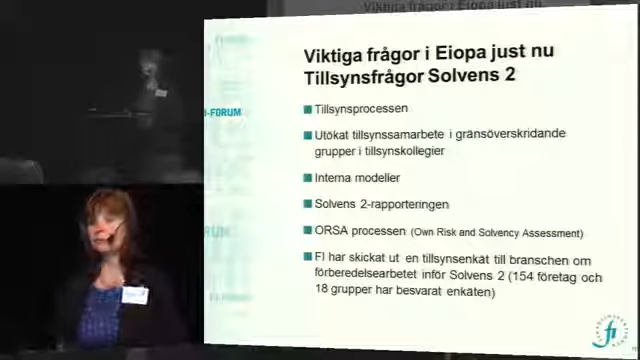 Viktiga frågor i Eiopa just nu
Viktiga frågor i Eiopa just nu
Tillsynsfrågor Solvens 2
Tillsynsprocessen
I-FORUM
Utökat tillsynssamarbete i gränsöverskridande
grupper i tillsynskollegier
Interna modeller
Solvens 2-rapporteringen
ORSA processen (Own Risk and Solvency Assessment)
FI har skickat ut en tillsynsenkät till branschen om
förberedelsearbetet inför Solvens 2 (154 företag och
18 grupper har besvarat enkäten)